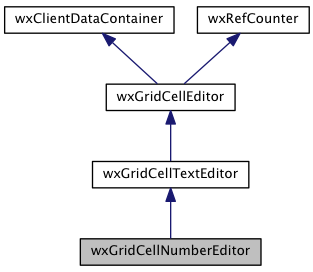 wxClientDataContainer
wxRefCounter
wxGridCellEditor
wxGridCellTextEditor
wxGridCellNumberEditor